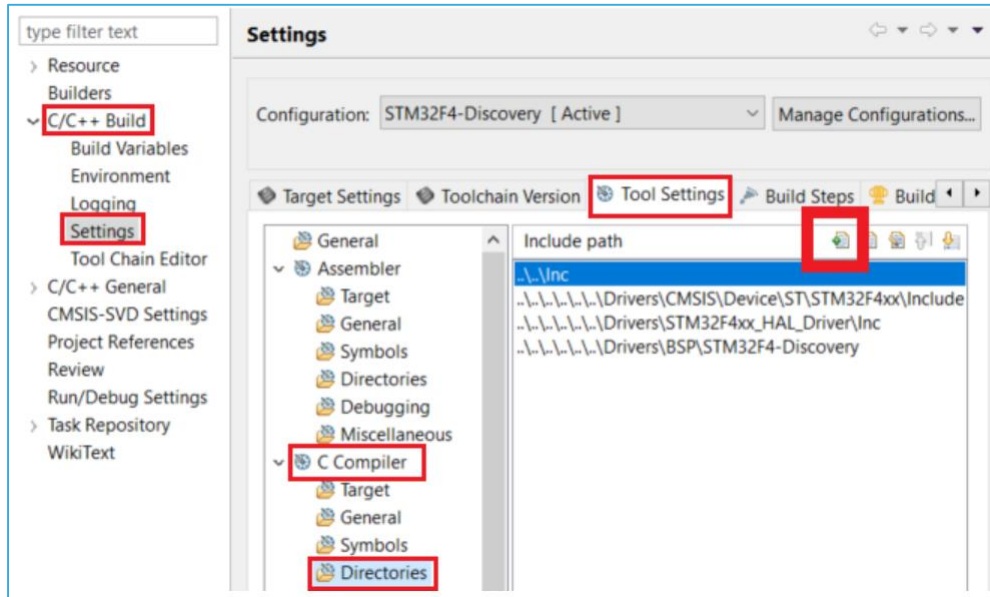 type filter text
Resource
Builders
C/C++ Build
Build Variables
Environment
Logging
Settings
Tool Chain Editor
C/C++ General
CMSIS-SVD Settings
Project References
Review
Run/Debug Settings
Task Repository
WikiText
Settings
Configuration: STM32F4-Discovery [ Active ] Manage Configurations...
Target Settings Toolchain Version Tool Settings Build Steps Build
General
Assembler
Target
General
Symbols
Directories
Debugging
Miscellaneous
C Compiler
Target
General
Symbols
Directories
Include path
..\..\Inc
..\..\..\..\..\..\Drivers\CMSIS\Device\ST\STM32F4xx\Include
..\..\..\..\..\..\Drivers\STM32F4xx_HAL_Driver\Inc
..\..\..\..\..\..\Drivers\BSP\STM32F4-Discovery